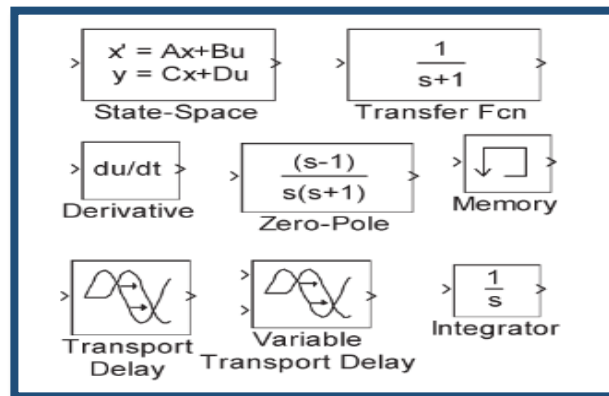 x' = Ax+Bu
y = Cx+Du
State-Space
1
s+1
Transfer Fcn
du/dt
Derivative
(s-1)
s(s+1)
Zero-Pole
Memory
Transport
Delay
Variable
Transport Delay
1
s
Integrator